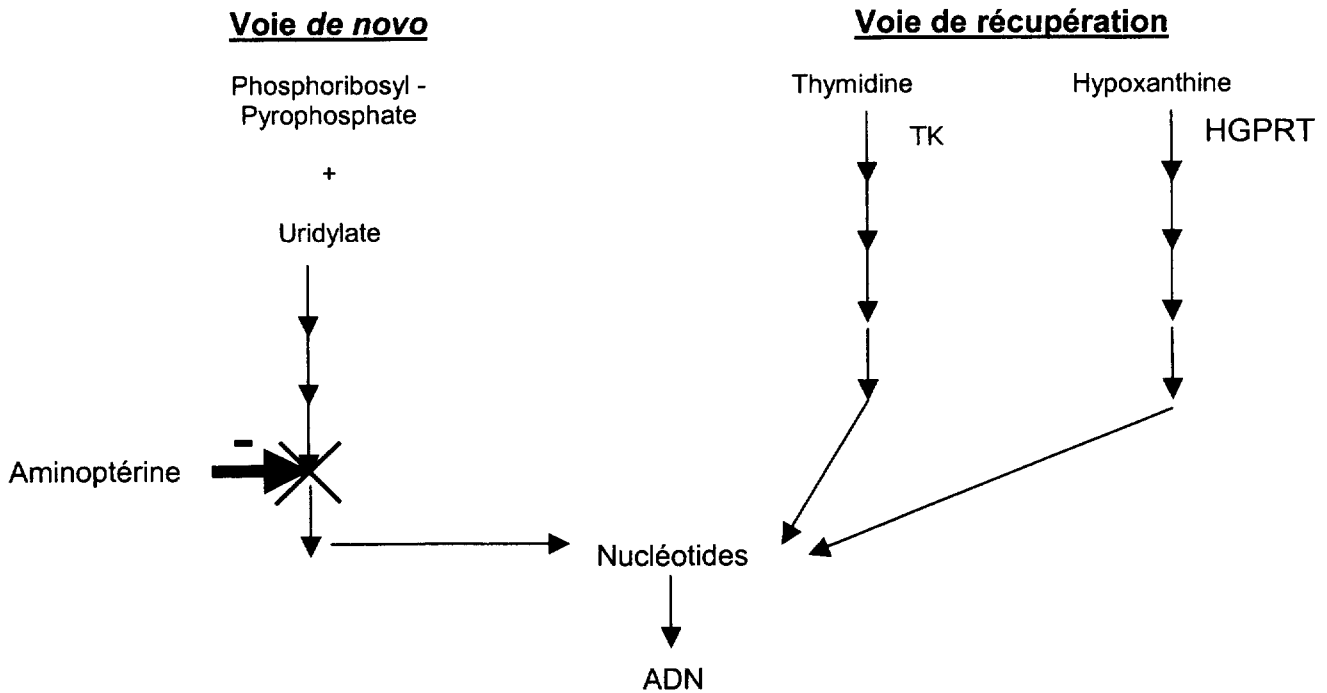 Voie de novo
Phosphoribosyl -
Pyrophosphate
+
Uridylate
Voie de récupération
Thymidine
Hypoxanthine
TK
HGPRT
-
Aminoptérine
Nucléotides
ADN